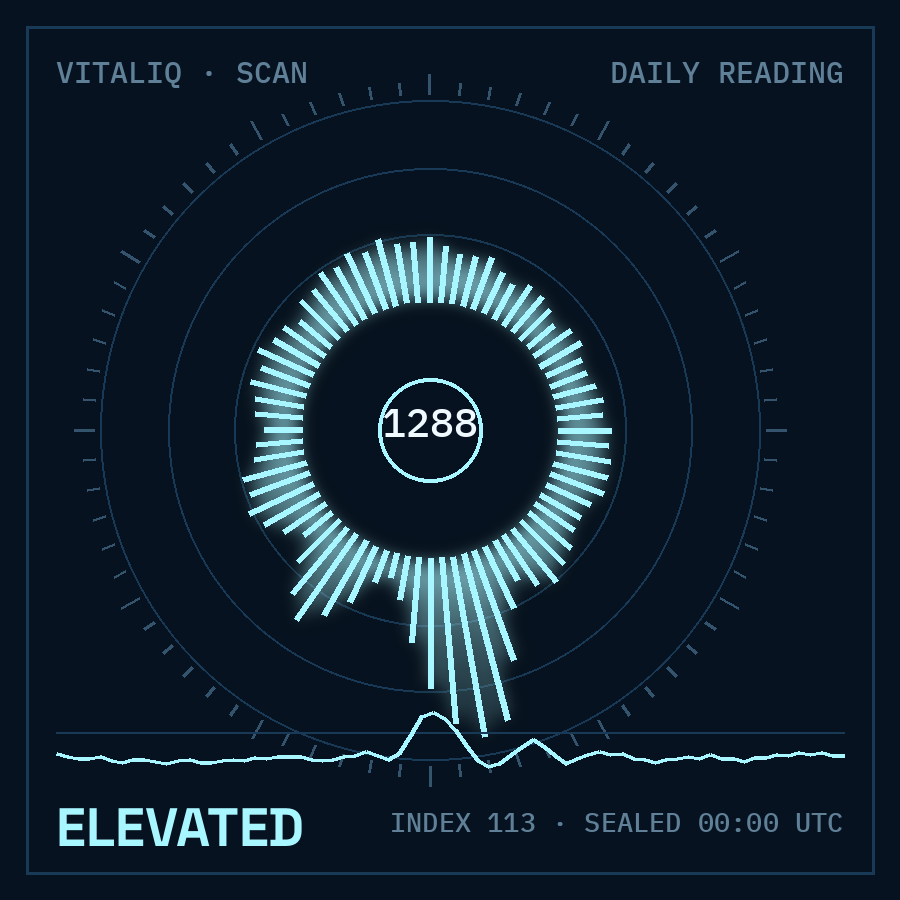 VITALIQ · SCAN
DAILY READING
1288
ELEVATED
INDEX 113 · SEALED 00:00 UTC